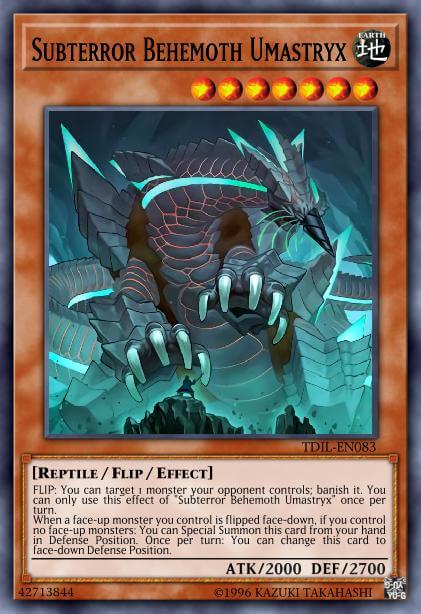 SUBTERROR BEHEMOTH UMASTRYX
EARTH
地
TDIL-EN083
[REPTILE / FLIP / EFFECT]
FLIP: You can target 1 monster your opponent controls; banish it. You
can only use this effect of "Subterror Behemoth Umastryx" once per
turn.
When a face-up monster you control is flipped face-down, if you control
no face-up monsters: You can Special Summon this card from your hand
in Defense Position. Once per turn: You can change this card to
face-down Defense Position.
ATK/2000 DEF/2700
42713844
©1996 KAZUKI TAKAHASHI